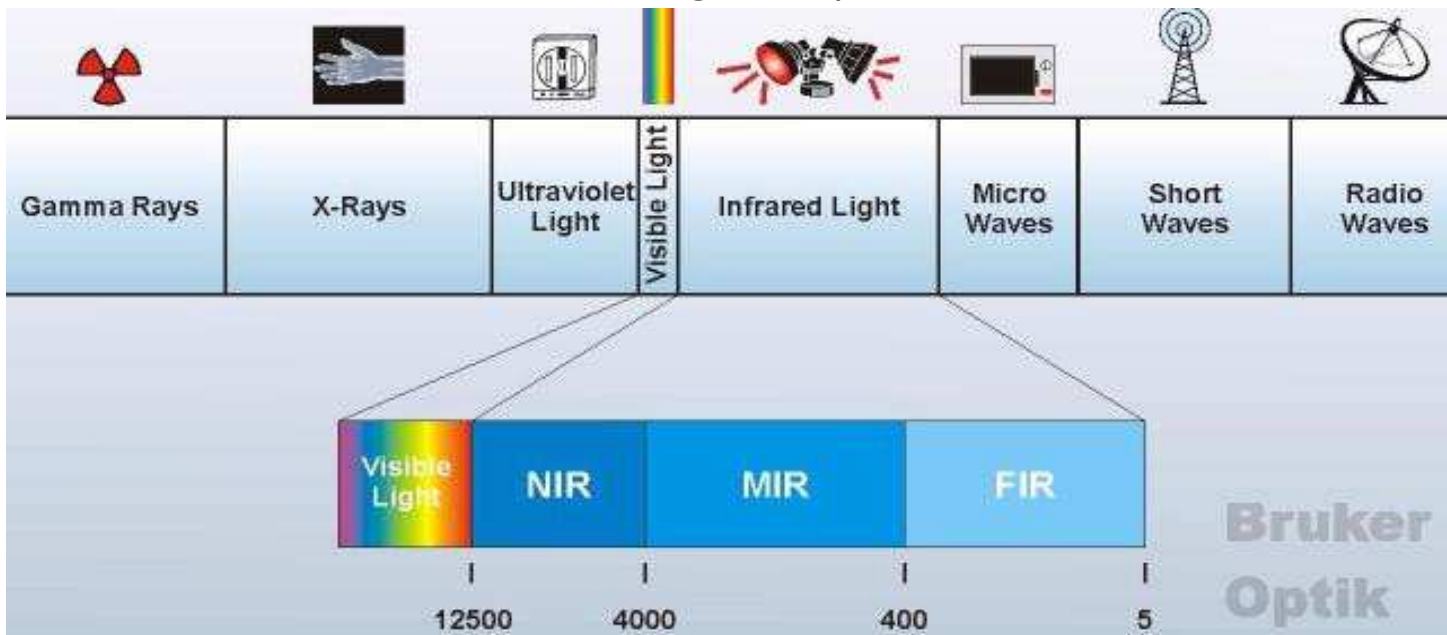 Gamma Rays
X-Rays
Ultraviolet
Light
Visible Light
Infrared Light
Micro
Waves
Short
Waves
Radio
Waves
Visible
Light
NIR
MIR
FIR
12500
4000
400
5
Bruker
Optik